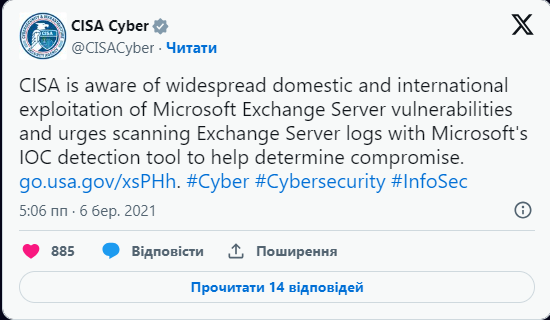 CISA Cyber
@CISACyber · Читати
CISA is aware of widespread domestic and international
exploitation of Microsoft Exchange Server vulnerabilities
and urges scanning Exchange Server logs with Microsoft's
IOC detection tool to help determine compromise.
go.usa.gov/xsPHh. #Cyber #Cybersecurity #InfoSec
5:06 пп · 6 бер. 2021
885 Відповісти Поширення
Прочитати 14 відповідей